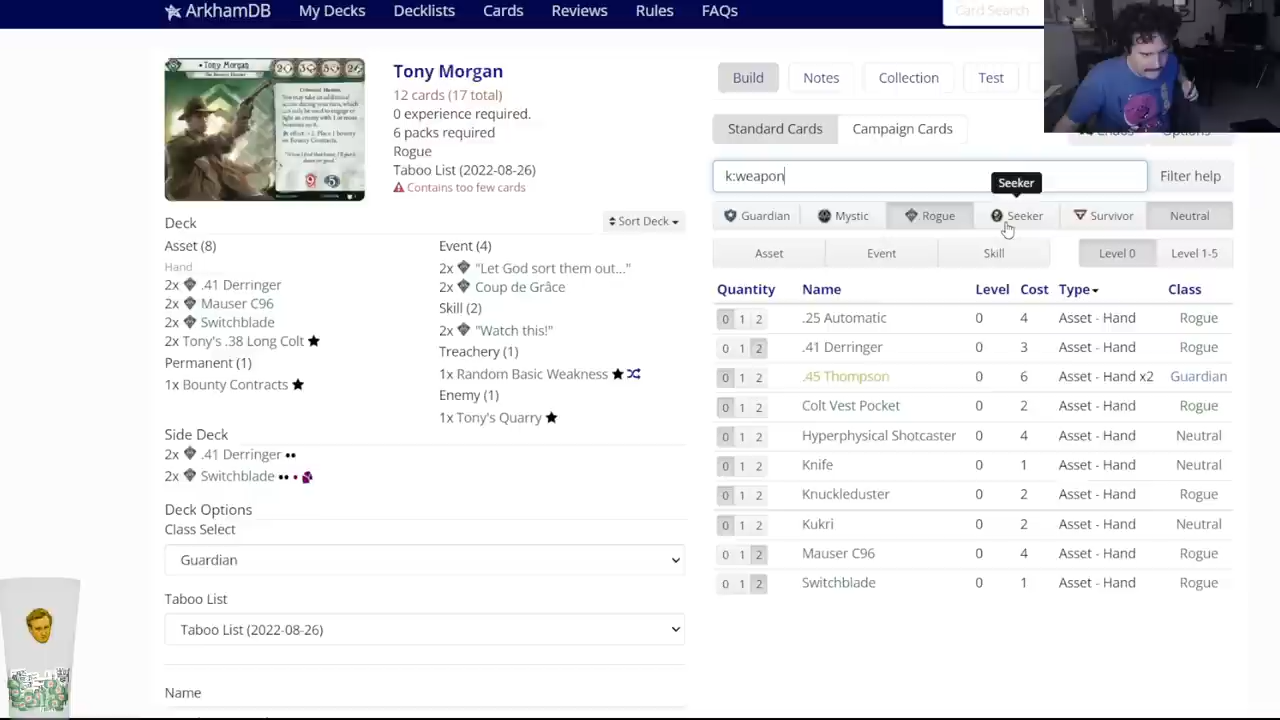 ArkhamDB My Decks Decklists Cards Reviews Rules FAQs Card Search
Tony Morgan
Tony Morgan
12 cards (17 total)
0 experience required.
6 packs required
Rogue
Taboo List (2022-08-26)
Contains too few cards
Build Notes Collection Test
Standard Cards Campaign Cards
Options
k:weapon
Filter help
Seeker
Guardian Mystic Rogue Seeker Survivor Neutral
Asset Event Skill Level 0 Level 1-5
Deck
Sort Deck
Asset (8)
Hand
2x .41 Derringer
2x Mauser C96
2x Switchblade
2x Tony's .38 Long Colt
Permanent (1)
1x Bounty Contracts
Event (4)
2x "Let God sort them out..."
2x Coup de Grâce
Skill (2)
2x "Watch this!"
Treachery (1)
1x Random Basic Weakness
Enemy (1)
1x Tony's Quarry
Side Deck
2x .41 Derringer ••
2x Switchblade •• •
Deck Options
Class Select
Guardian
Taboo List
Taboo List (2022-08-26)
Name
Quantity Name Level Cost Type Class
0 1 2 .25 Automatic 0 4 Asset - Hand Rogue
0 1 2 .41 Derringer 0 3 Asset - Hand Rogue
0 1 2 .45 Thompson 0 6 Asset - Hand x2 Guardian
0 1 2 Colt Vest Pocket 0 2 Asset - Hand Rogue
0 1 2 Hyperphysical Shotcaster 0 4 Asset - Hand Neutral
0 1 2 Knife 0 1 Asset - Hand Neutral
0 1 2 Knuckleduster 0 2 Asset - Hand Rogue
0 1 2 Kukri 0 2 Asset - Hand Neutral
0 1 2 Mauser C96 0 4 Asset - Hand Rogue
0 1 2 Switchblade 0 1 Asset - Hand Rogue